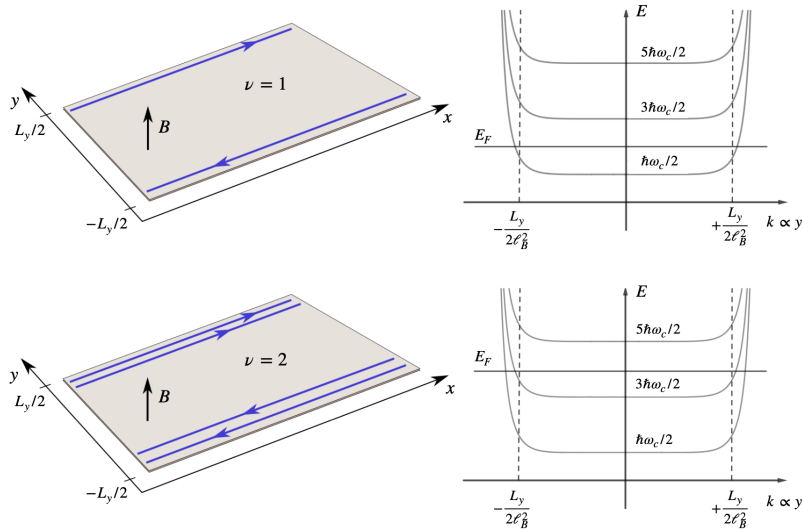 y
L_y/2
ν = 1
B
x
−L_y/2
E
5ħω_c/2
3ħω_c/2
E_F
ħω_c/2
−L_y/2ℓ_B^2
+L_y/2ℓ_B^2
k ∝ y
y
L_y/2
ν = 2
B
x
−L_y/2
E
5ħω_c/2
E_F
3ħω_c/2
ħω_c/2
−L_y/2ℓ_B^2
+L_y/2ℓ_B^2
k ∝ y